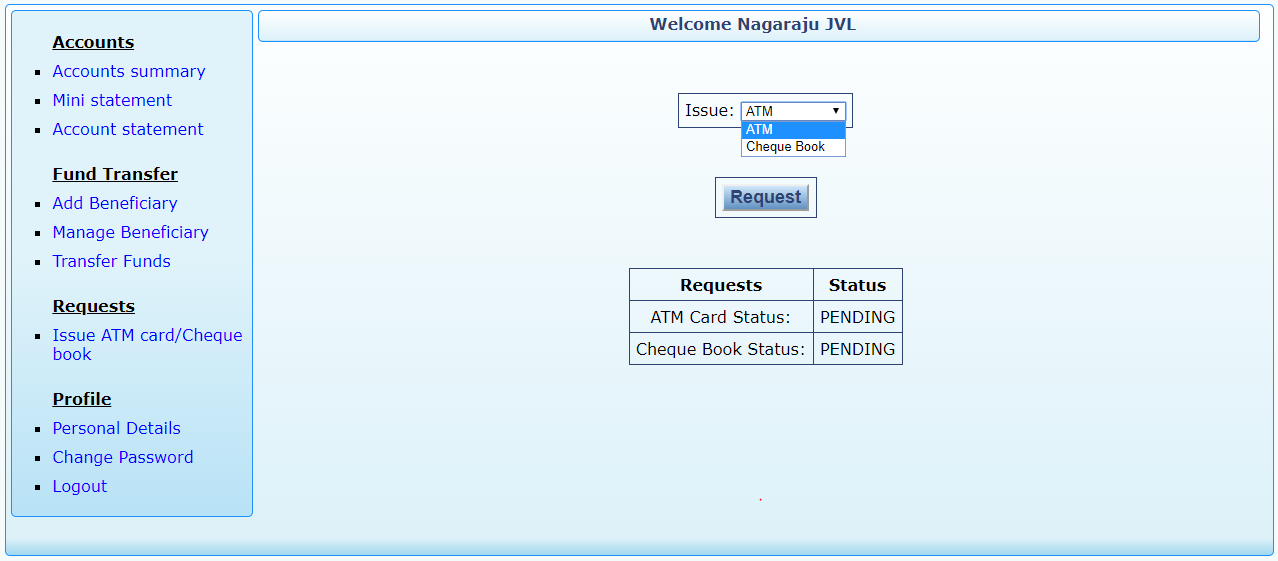 Welcome Nagaraju JVL
Accounts
Accounts summary
Mini statement
Account statement
Fund Transfer
Add Beneficiary
Manage Beneficiary
Transfer Funds
Requests
Issue ATM card/Cheque
book
Profile
Personal Details
Change Password
Logout
Issue: ATM
ATM
Cheque Book
Request
Requests Status
ATM Card Status: PENDING
Cheque Book Status: PENDING